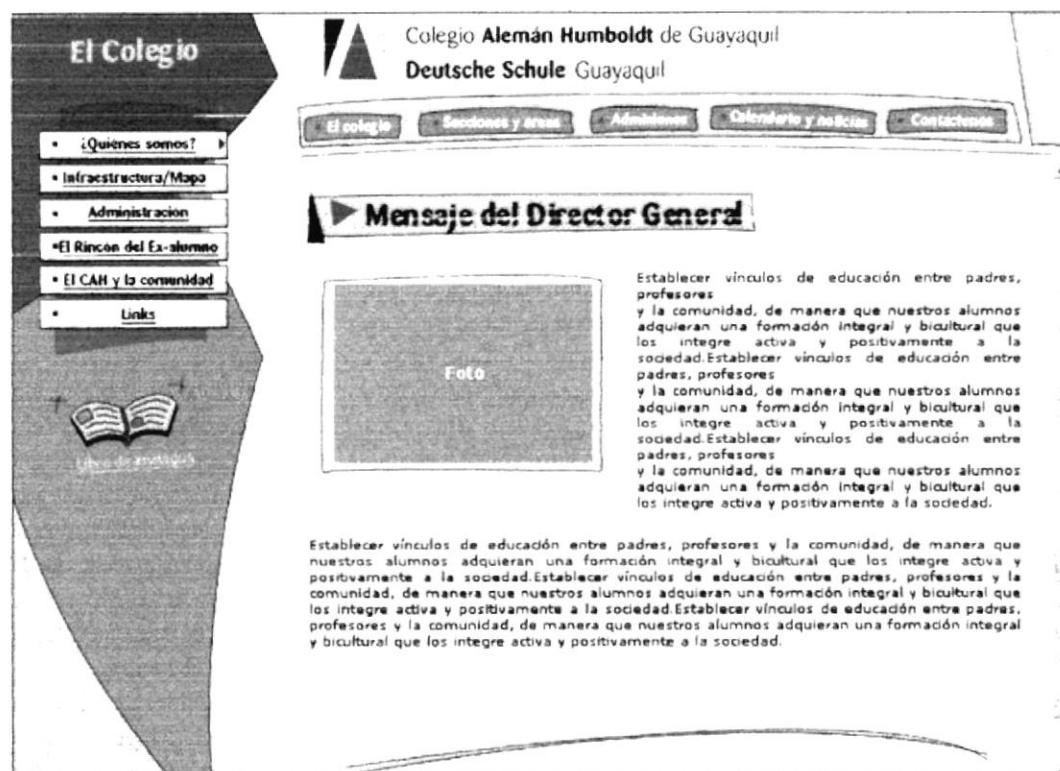 El Colegio
Colegio Alemán Humboldt de Guayaquil
Deutsche Schule Guayaquil
El colegio
Secciones y areas
Admisiones
Calendario y noticias
Contáctenos
• ¿Quiénes somos?
• Infraestructura/Mapa
• Administración
• El Rincón del Ex-alumno
• El CAH y la comunidad
• Links
Libro de
Mensaje del Director General
Foto
Establecer vínculos de educación entre padres,
profesores
y la comunidad, de manera que nuestros alumnos
adquieran una formación integral y bicultural que
los integre activa y positivamente a la
sociedad.Establecer vínculos de educación entre
padres, profesores
y la comunidad, de manera que nuestros alumnos
adquieran una formación integral y bicultural que
los integre activa y positivamente a la
sociedad.Establecer vínculos de educación entre
padres, profesores
y la comunidad, de manera que nuestros alumnos
adquieran una formación integral y bicultural que
los integre activa y positivamente a la sociedad.
Establecer vínculos de educación entre padres, profesores y la comunidad, de manera que
nuestros alumnos adquieran una formación integral y bicultural que los integre activa y
positivamente a la sociedad.Establecer vínculos de educación entre padres, profesores y la
comunidad, de manera que nuestros alumnos adquieran una formación integral y bicultural que
los integre activa y positivamente a la sociedad.Establecer vínculos de educación entre padres,
profesores y la comunidad, de manera que nuestros alumnos adquieran una formación integral
y bicultural que los integre activa y positivamente a la sociedad.